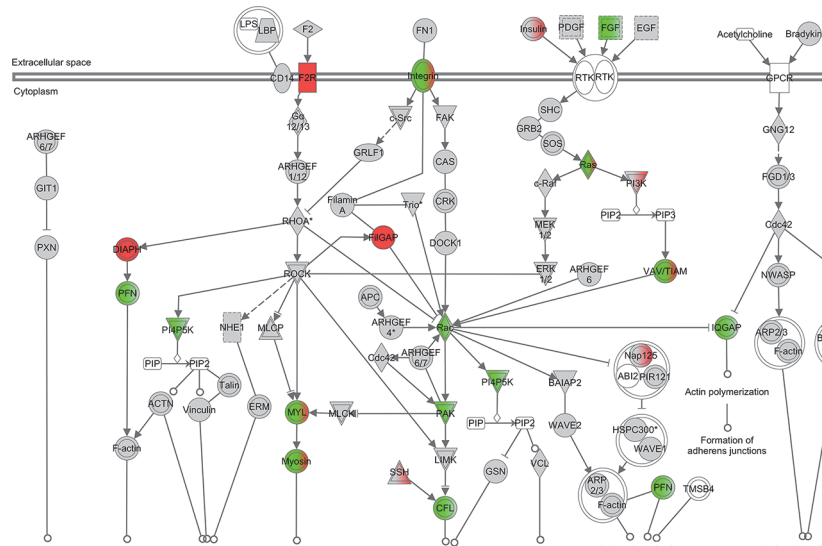 LPS
LBP
F2
FN1
Insulin
PDGF
FGF
EGF
Acetylcholine
Extracellular space
CD14
F2R
Integrin
RTK
RTK
GPCR
Cytoplasm
c-Src
FAK
SHC
Gα
12/13
GRB2
SOS
GNG12
ARHGEF
6/7
GRLF1
CAS
Ras
ARHGEF
1/12
c-Raf
PI3K
FGD1/3
GIT1
Filamin
A
Trio*
CRK
RHOA*
PIP2
PIP3
Cdc42
FilGAP
DOCK1
MEK
1/2
PXN
DIAPH
ROCK
ERK
1/2
ARHGEF
6
VAV/TIAM
NWASP
PFN
APC
PI4P5K
NHE1
MLCP
ARHGEF
4*
Rac
IQGAP
ARP2/3
F-actin
PIP
PIP2
Cdc42
ARHGEF
6/7
PI4P5K
BAIAP2
Nap125
ABI2
PIR121
Talin
Actin polymerization
ACTN
Vinculin
ERM
MYL
MLCK
PAK
PIP
PIP2
WAVE2
HSPC300*
WAVE1
Formation of
adherens junctions
F-actin
Myosin
LIMK
GSN
VCL
SSH
ARP
2/3
F-actin
PFN
TMSB4
CFL